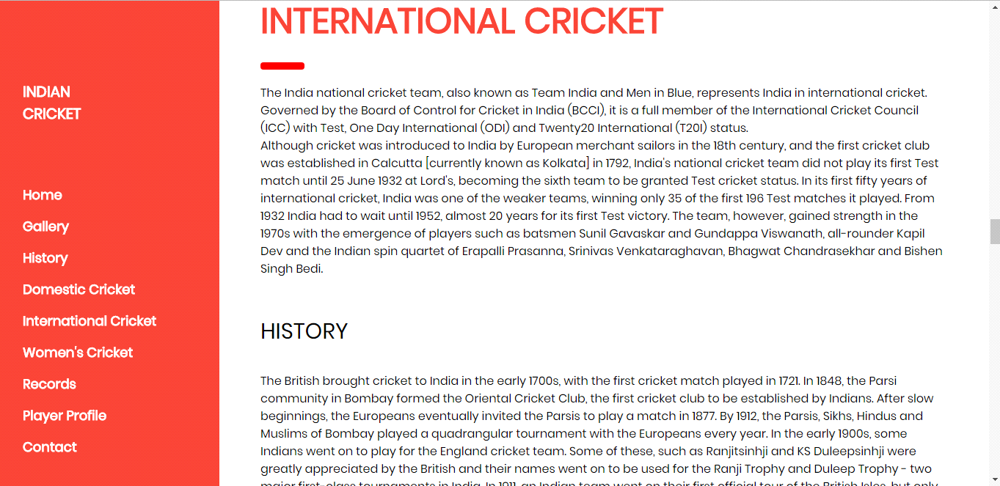 INTERNATIONAL CRICKET
INDIAN
CRICKET
Home
Gallery
History
Domestic Cricket
International Cricket
Women's Cricket
Records
Player Profile
Contact
The India national cricket team, also known as Team India and Men in Blue, represents India in international cricket.
Governed by the Board of Control for Cricket in India (BCCI), it is a full member of the International Cricket Council
(ICC) with Test, One Day International (ODI) and Twenty20 International (T20I) status.
Although cricket was introduced to India by European merchant sailors in the 18th century, and the first cricket club
was established in Calcutta [currently known as Kolkata] in 1792, India's national cricket team did not play its first Test
match until 25 June 1932 at Lord's, becoming the sixth team to be granted Test cricket status. In its first fifty years of
international cricket, India was one of the weaker teams, winning only 35 of the first 196 Test matches it played. From
1932 India had to wait until 1952, almost 20 years for its first Test victory. The team, however, gained strength in the
1970s with the emergence of players such as batsmen Sunil Gavaskar and Gundappa Viswanath, all-rounder Kapil
Dev and the Indian spin quartet of Erapalli Prasanna, Srinivas Venkataraghavan, Bhagwat Chandrasekhar and Bishen
Singh Bedi.
HISTORY
The British brought cricket to India in the early 1700s, with the first cricket match played in 1721. In 1848, the Parsi
community in Bombay formed the Oriental Cricket Club, the first cricket club to be established by Indians. After slow
beginnings, the Europeans eventually invited the Parsis to play a match in 1877. By 1912, the Parsis, Sikhs, Hindus and
Muslims of Bombay played a quadrangular tournament with the Europeans every year. In the early 1900s, some
Indians went on to play for the England cricket team. Some of these, such as Ranjitsinhji and KS Duleepsinhji were
greatly appreciated by the British and their names went on to be used for the Ranji Trophy and Duleep Trophy - two
major first-class tournaments in India. In 1911, an Indian team went on their first official tour of the British Isles, but only